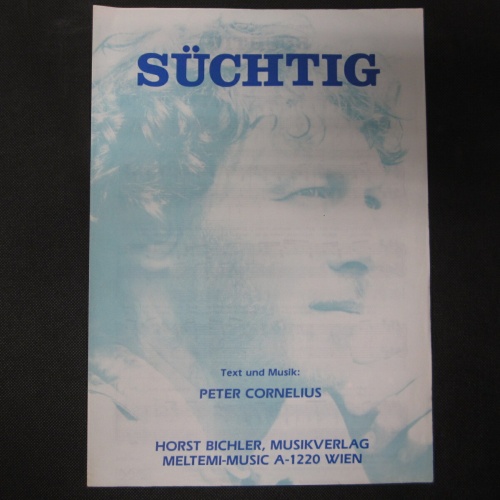 SÜCHTIG
Text und Musik:
PETER CORNELIUS
HORST BICHLER, MUSIKVERLAG
MELTEMI-MUSIC A-1220 WIEN